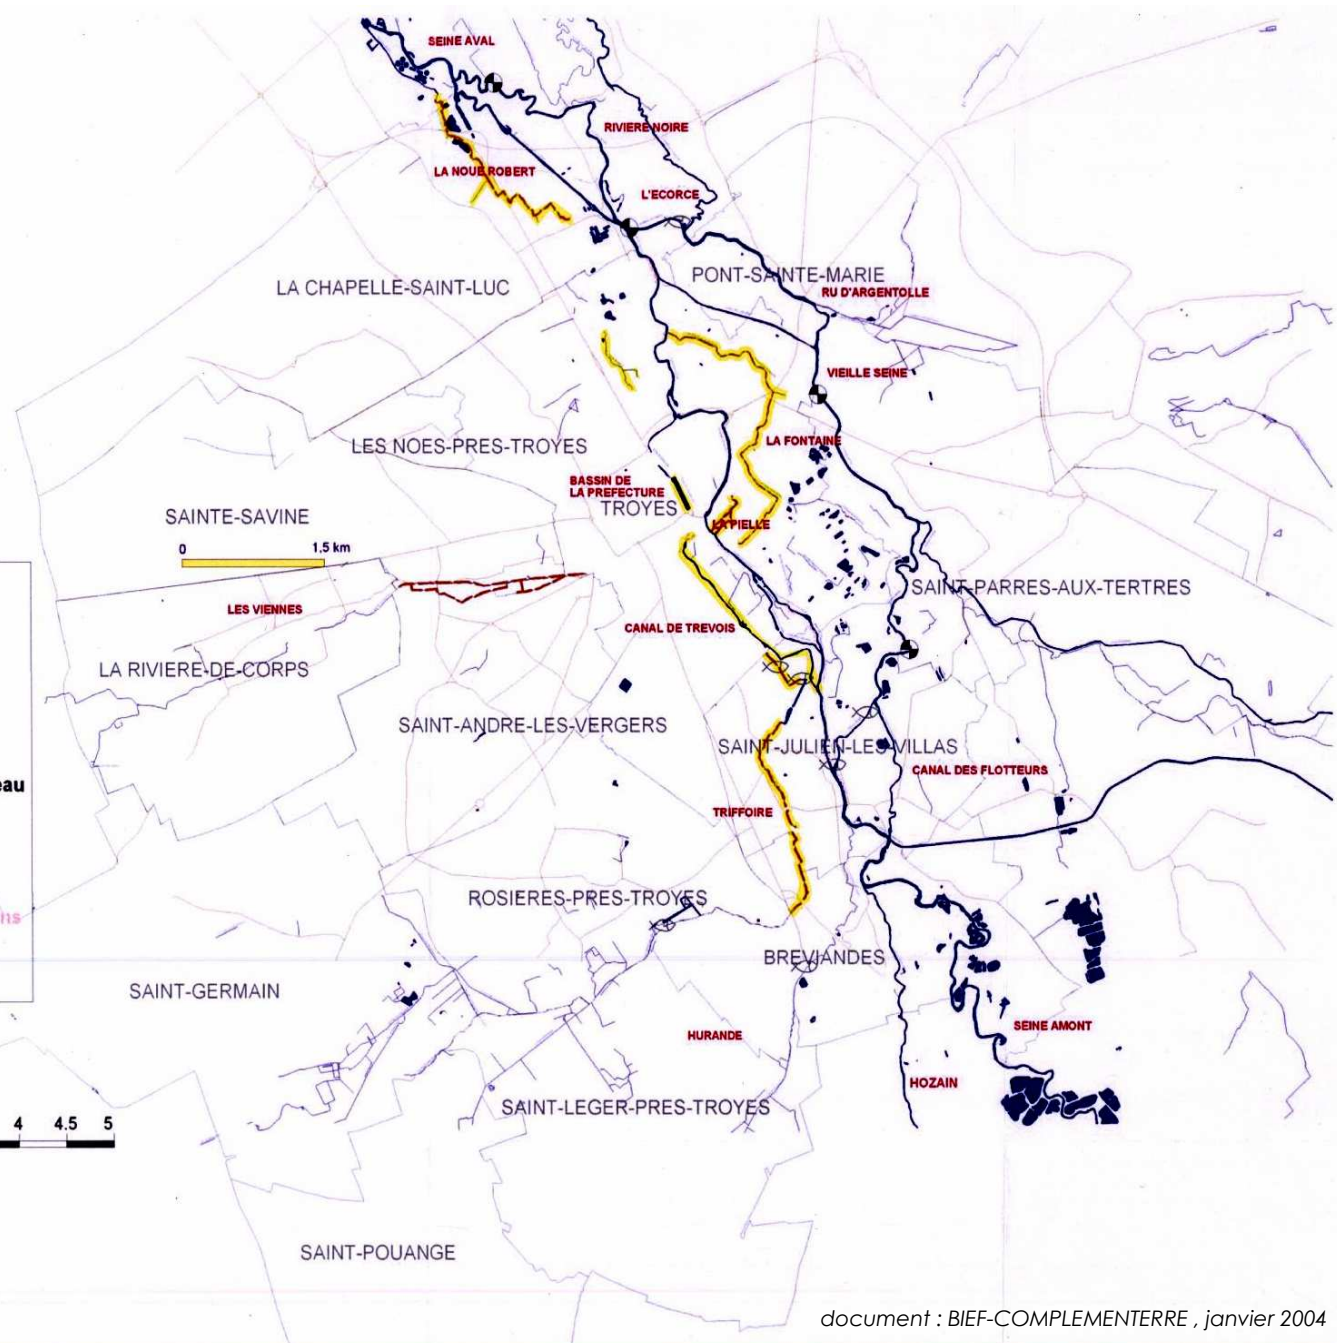 SEINE AVAL
RIVIERE NOIRE
LA NOUE ROBERT
L'ECORCE
LA CHAPELLE-SAINT-LUC
PONT-SAINTE-MARIE
RU D'ARGENTOLLE
VIEILLE SEINE
LES NOES-PRES-TROYES
LA FONTAINE
BASSIN DE
LA PREFECTURE
TROYES
SAINTE-SAVINE
LA PIELLE
0 1.5 km
SAINT-PARRES-AUX-TERTRES
LES VIENNES
CANAL DE TREVOIS
LA RIVIERE-DE-CORPS
SAINT-ANDRE-LES-VERGERS
SAINT-JULIEN-LES-VILLAS
CANAL DES FLOTTEURS
eau
TRIFFOIRE
ROSIERES-PRES-TROYES
ns
BREVIANDES
SAINT-GERMAIN
SEINE AMONT
HURANDE
HOZAIN
SAINT-LEGER-PRES-TROYES
4 4.5 5
SAINT-POUANGE
document : BIEF-COMPLEMENTERRE , janvier 2004